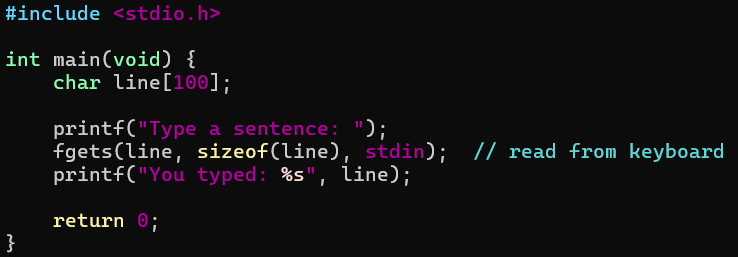 #include <stdio.h>

int main(void) {
    char line[100];

    printf("Type a sentence: ");
    fgets(line, sizeof(line), stdin);  // read from keyboard
    printf("You typed: %s", line);

    return 0;
}